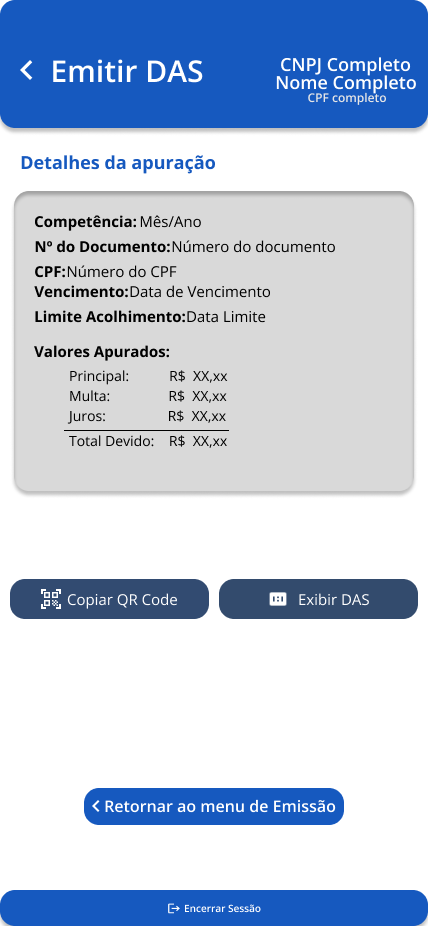 Emitir DAS
CNPJ Completo
Nome Completo
CPF completo
Detalhes da apuração
Competência: Mês/Ano
Nº do Documento:Número do documento
CPF:Número do CPF
Vencimento:Data de Vencimento
Limite Acolhimento:Data Limite
Valores Apurados:
Principal: R$ XX,xx
Multa: R$ XX,xx
Juros: R$ XX,xx
Total Devido: R$ XX,xx
Copiar QR Code
Exibir DAS
Retornar ao menu de Emissão
Encerrar Sessão